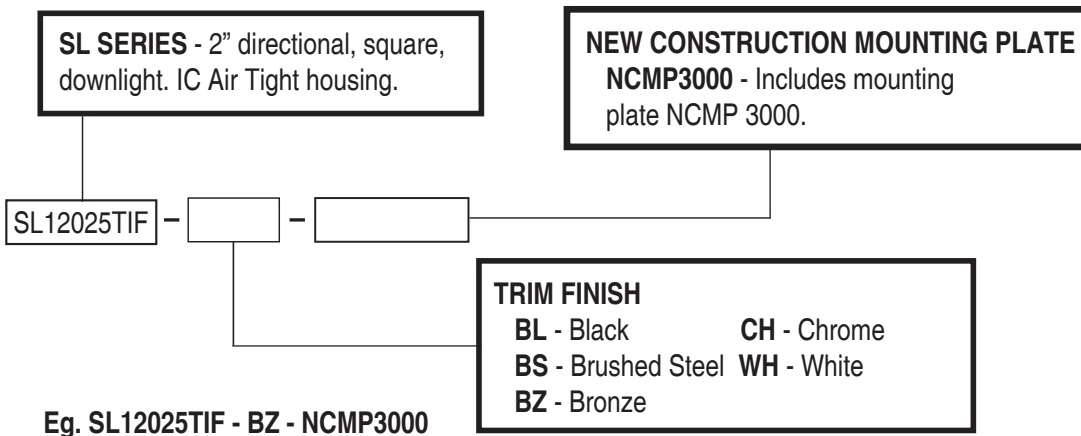 SL SERIES - 2” directional, square,
downlight. IC Air Tight housing.
NEW CONSTRUCTION MOUNTING PLATE
NCMP3000 - Includes mounting
plate NCMP 3000.
SL12025TIF – –
TRIM FINISH
BL - Black CH - Chrome
BS - Brushed Steel WH - White
BZ - Bronze
Eg. SL12025TIF - BZ - NCMP3000